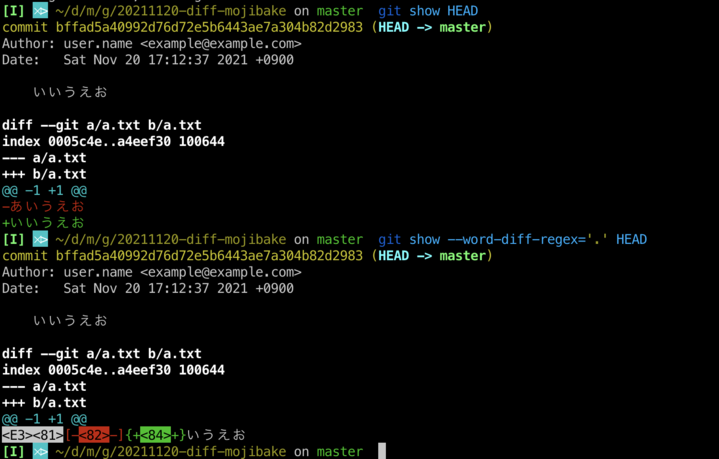 [I] >> ~/d/m/g/20211120-diff-mojibake on master  git show HEAD
commit bffad5a40992d76d72e5b6443ae7a304b82d2983 (HEAD -> master)
Author: user.name <example@example.com>
Date:   Sat Nov 20 17:12:37 2021 +0900
    いいうえお
diff --git a/a.txt b/a.txt
index 0005c4e..a4eef30 100644
--- a/a.txt
+++ b/a.txt
@@ -1 +1 @@
-あいうえお
+いいうえお
[I] >> ~/d/m/g/20211120-diff-mojibake on master  git show --word-diff-regex='.' HEAD
commit bffad5a40992d76d72e5b6443ae7a304b82d2983 (HEAD -> master)
Author: user.name <example@example.com>
Date:   Sat Nov 20 17:12:37 2021 +0900
    いいうえお
diff --git a/a.txt b/a.txt
index 0005c4e..a4eef30 100644
--- a/a.txt
+++ b/a.txt
@@ -1 +1 @@
<E3><81>[-<82>-]{+<84>+}いうえお
[I] >> ~/d/m/g/20211120-diff-mojibake on master